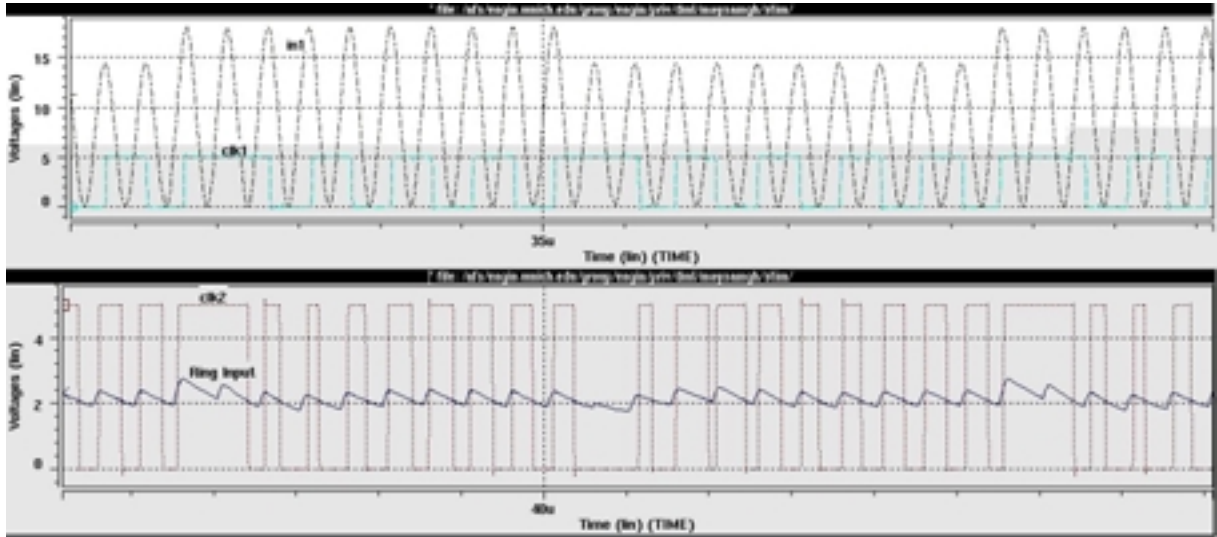 Voltages (lin)
15
10
5
0
in1
clk1
35u
Time (lin) (TIME)
Voltages (lin)
4
2
0
clk2
Ring Input
40u
Time (lin) (TIME)